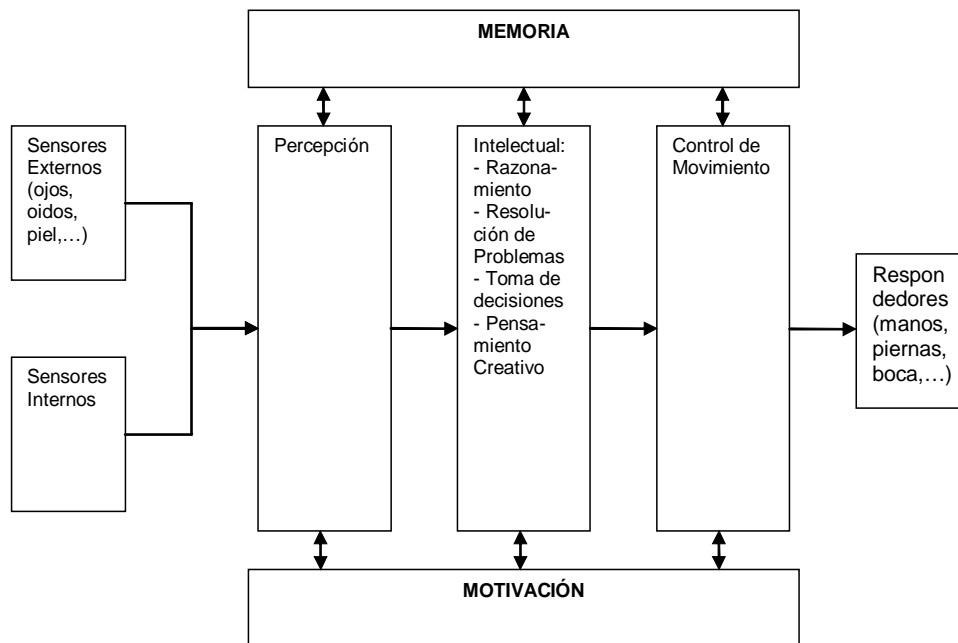 MEMORIA
Sensores
Externos
(ojos,
oidos,
piel,…)
Sensores
Internos
Percepción
Intelectual:
- Razona-
miento
- Resolu-
ción de
Problemas
- Toma de
decisiones
- Pensa-
miento
Creativo
Control de
Movimiento
Respon
dedores
(manos,
piernas,
boca,…)
MOTIVACIÓN